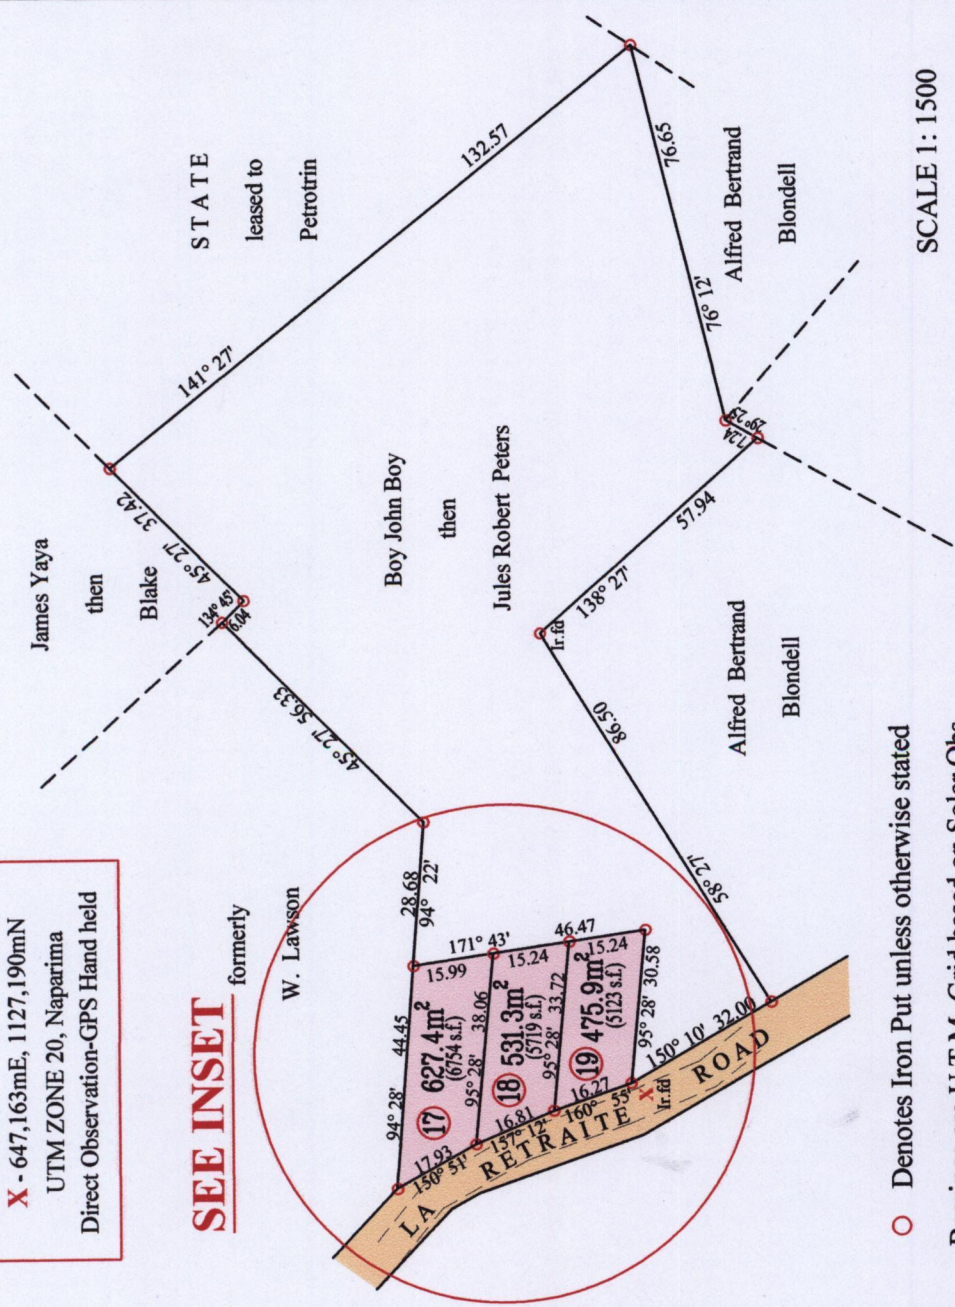 X - 647,163mE, 1127,190mN
UTM ZONE 20, Naparima
Direct Observation-GPS Hand held
SEE INSET
formerly
W. Lawson
James Yaya
then
Blake
STATE
leased to
Petrotrin
Boy John Boy
then
Jules Robert Peters
Alfred Bertrand
Blondell
Alfred Bertrand
Blondell
141° 27'
132.57
45° 27'
37.42
134° 45'
6.04
45° 27'
56.33
28.68
94° 22'
76° 12'
76.65
29° 29'
7.24
138° 27'
57.94
Ir.fd
58° 27'
86.50
94° 28'
44.45
17 627.4m²
(6754 s.f.)
95° 28'
38.06
18 531.3m²
(5719 s.f.)
95° 28'
33.72
19 475.9m²
(5123 s.f.)
95° 28'
30.58
171° 43'
46.47
15.99
15.24
15.24
150° 51'
17.93
157° 12'
16.81
160° 55'
16.27
X
Ir.fd
150° 10'
32.00
LA RETRAITE ROAD
Denotes Iron Put unless otherwise stated
SCALE 1 : 1500